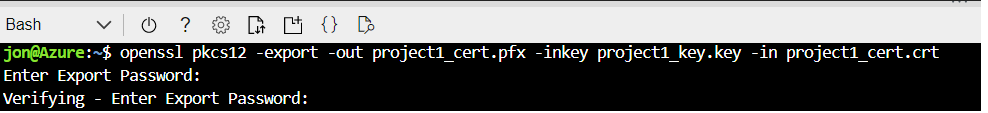 Bash
?
{}
jon@Azure:~$ openssl pkcs12 -export -out project1_cert.pfx -inkey project1_key.key -in project1_cert.crt
Enter Export Password:
Verifying - Enter Export Password: